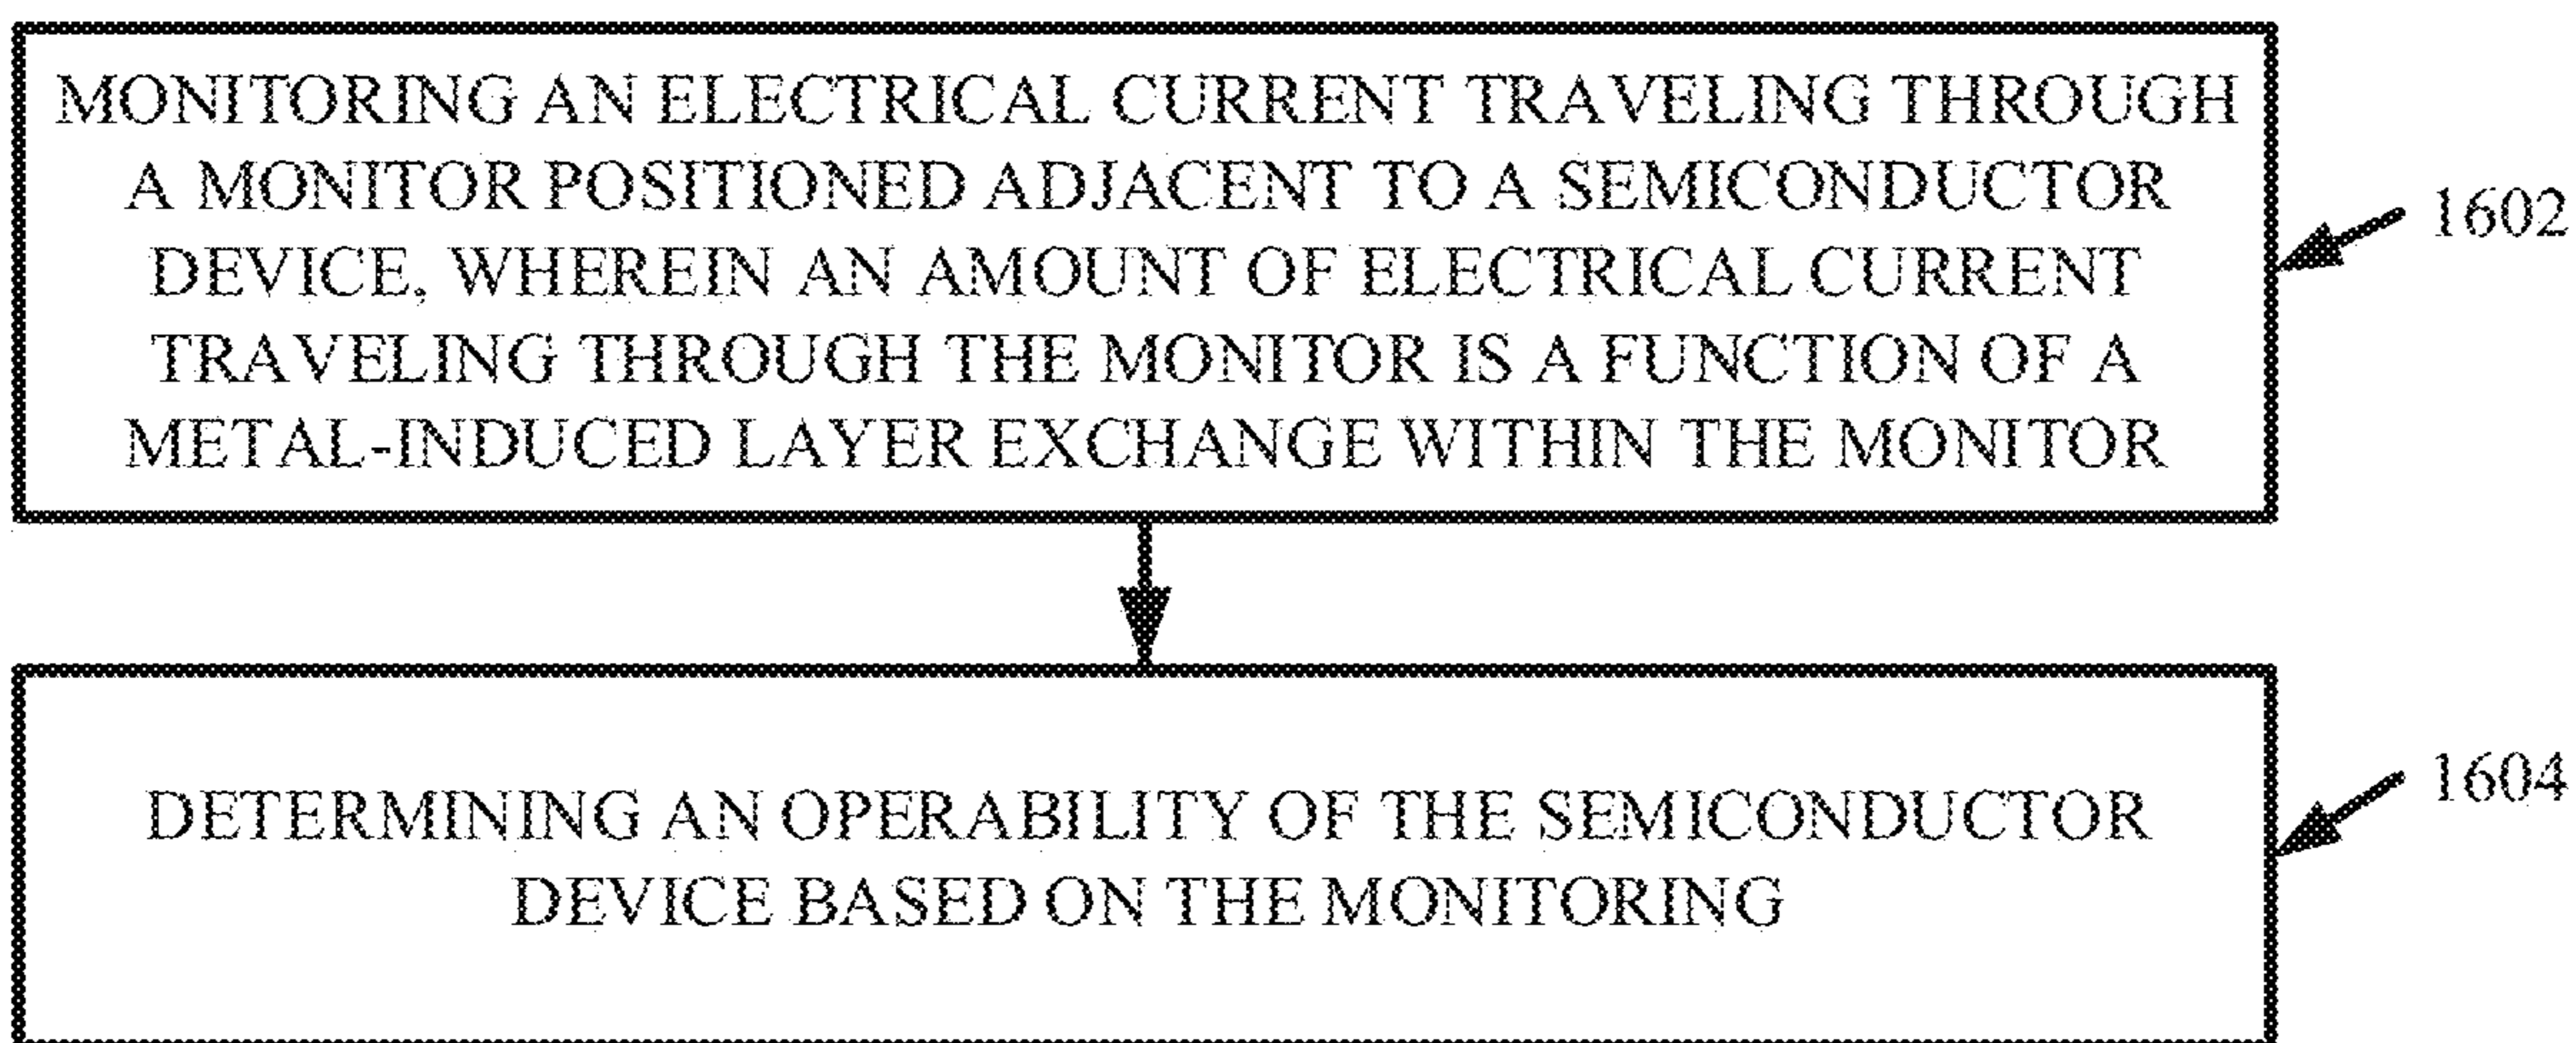 MONITORING AN ELECTRICAL CURRENT TRAVELING THROUGH
A MONITOR POSITIONED ADJACENT TO A SEMICONDUCTOR
DEVICE, WHEREIN AN AMOUNT OF ELECTRICAL CURRENT
TRAVELING THROUGH THE MONITOR IS A FUNCTION OF A
METAL-INDUCED LAYER EXCHANGE WITHIN THE MONITOR
1602
DETERMINING AN OPERABILITY OF THE SEMICONDUCTOR
DEVICE BASED ON THE MONITORING
1604